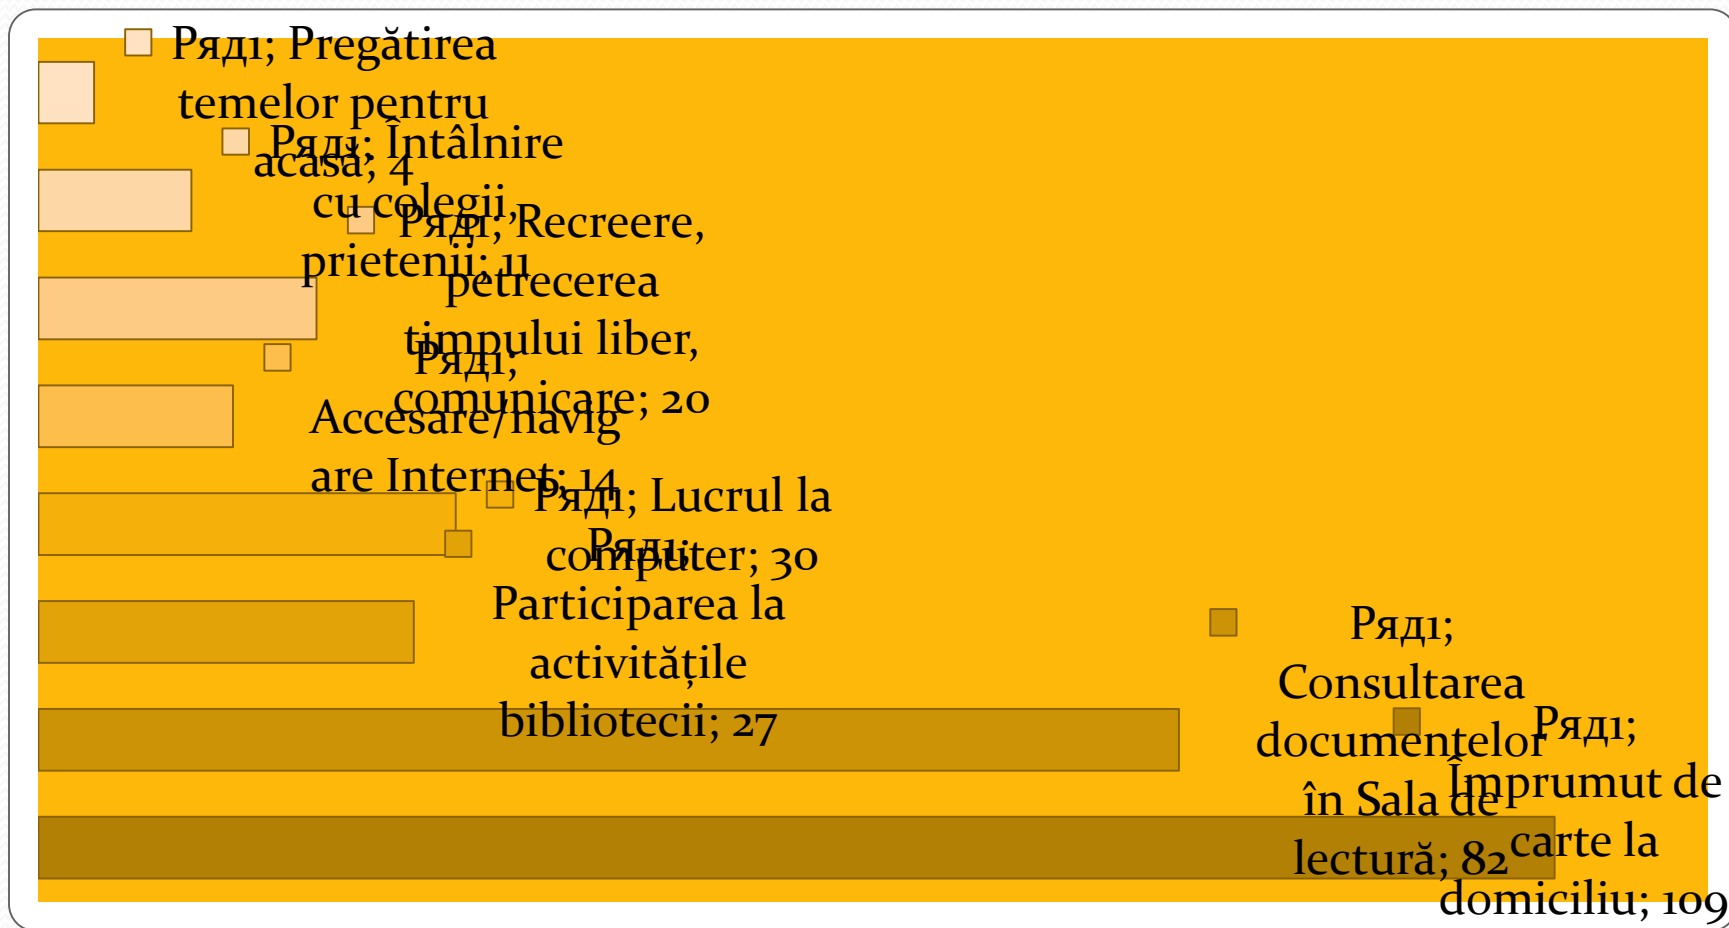 Ряд1; Pregătirea
temelor pentru
acasă; 4
Ряд1; Întâlnire
cu colegii,
prietenii; 11
Ряд1; Recreere,
petrecerea
timpului liber,
comunicare; 20
Ряд1;
Accesare/navig
are Internet; 14
Ряд1; Lucrul la
computer; 30
Ряд1;
Participarea la
activitățile
bibliotecii; 27
Ряд1;
Consultarea
documentelor
în Sala de
lectură; 82
Ряд1;
Împrumut de
carte la
domiciliu; 109